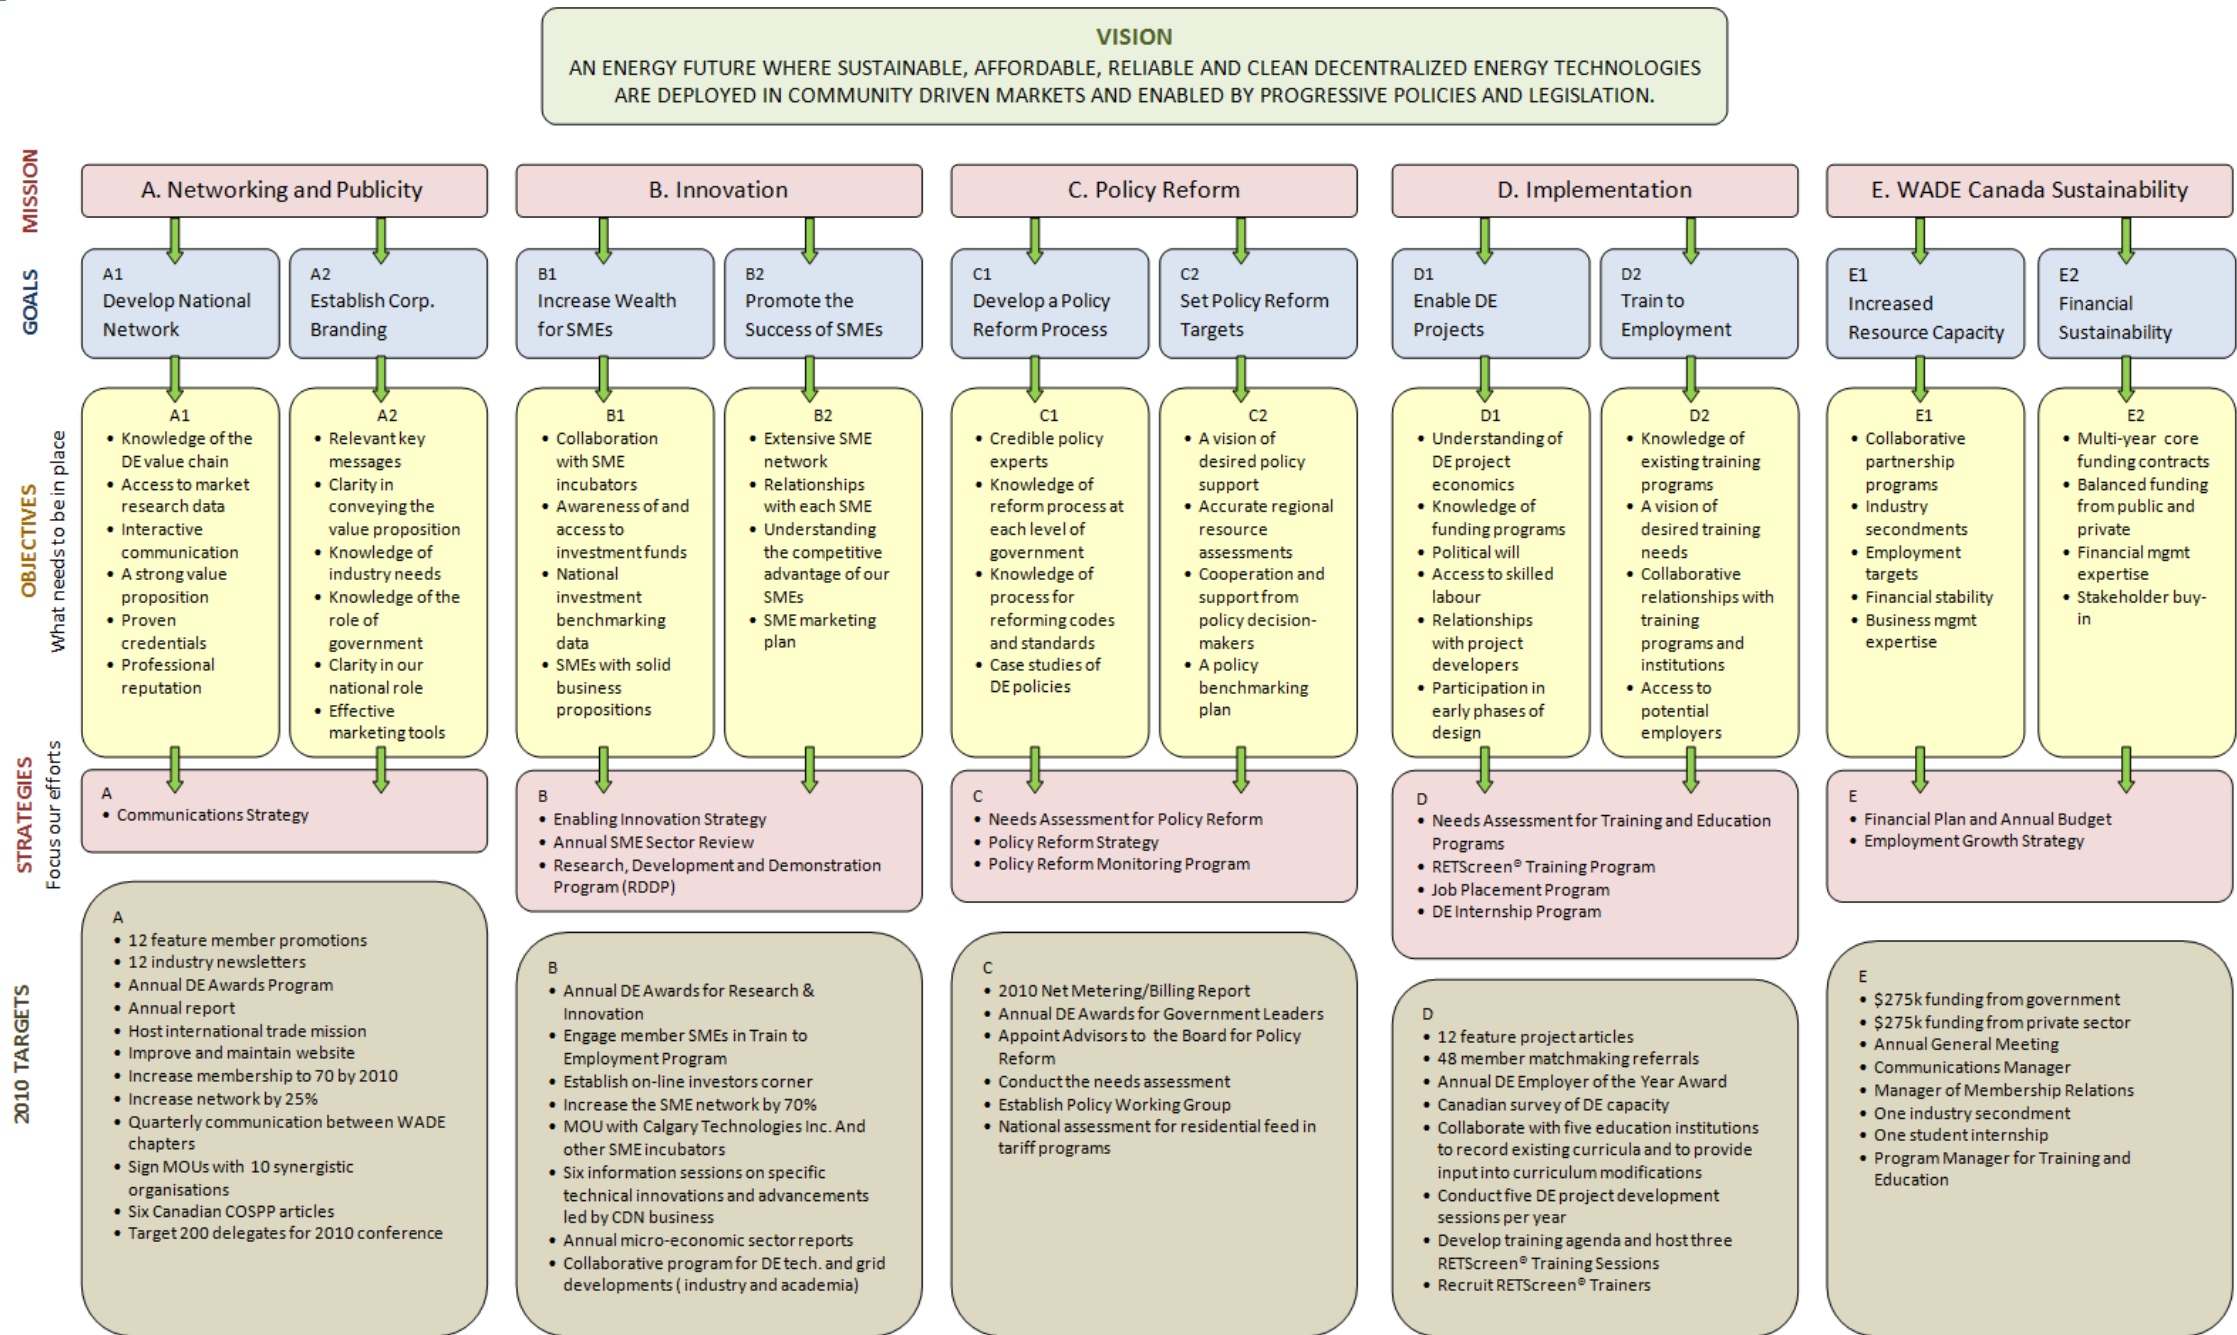 VISION
AN ENERGY FUTURE WHERE SUSTAINABLE, AFFORDABLE, RELIABLE AND CLEAN DECENTRALIZED ENERGY TECHNOLOGIES
ARE DEPLOYED IN COMMUNITY DRIVEN MARKETS AND ENABLED BY PROGRESSIVE POLICIES AND LEGISLATION.
MISSION
A. Networking and Publicity
B. Innovation
C. Policy Reform
D. Implementation
E. WADE Canada Sustainability
GOALS
A1
Develop National
Network
A2
Establish Corp.
Branding
B1
Increase Wealth
for SMEs
B2
Promote the
Success of SMEs
C1
Develop a Policy
Reform Process
C2
Set Policy Reform
Targets
D1
Enable DE
Projects
D2
Train to
Employment
E1
Increased
Resource Capacity
E2
Financial
Sustainability
OBJECTIVES
What needs to be in place
A1
• Knowledge of the
DE value chain
• Access to market
research data
• Interactive
communication
• A strong value
proposition
• Proven
credentials
• Professional
reputation
A2
• Relevant key
messages
• Clarity in
conveying the
value proposition
• Knowledge of
industry needs
• Knowledge of the
role of
government
• Clarity in our
national role
• Effective
marketing tools
B1
• Collaboration
with SME
incubators
• Awareness of and
access to
investment funds
• National
investment
benchmarking
data
• SMEs with solid
business
propositions
B2
• Extensive SME
network
• Relationships
with each SME
• Understanding
the competitive
advantage of our
SMEs
• SME marketing
plan
C1
• Credible policy
experts
• Knowledge of
reform process at
each level of
government
• Knowledge of
process for
reforming codes
and standards
• Case studies of
DE policies
C2
• A vision of
desired policy
support
• Accurate regional
resource
assessments
• Cooperation and
support from
policy decision-
makers
• A policy
benchmarking
plan
D1
• Understanding of
DE project
economics
• Knowledge of
funding programs
• Political will
• Access to skilled
labour
• Relationships
with project
developers
• Participation in
early phases of
design
D2
• Knowledge of
existing training
programs
• A vision of
desired training
needs
• Collaborative
relationships with
training
programs and
institutions
• Access to
potential
employers
E1
• Collaborative
partnership
programs
• Industry
secondments
• Employment
targets
• Financial stability
• Business mgmt
expertise
E2
• Multi-year core
funding contracts
• Balanced funding
from public and
private
• Financial mgmt
expertise
• Stakeholder buy-
in
STRATEGIES
Focus our efforts
A
• Communications Strategy
B
• Enabling Innovation Strategy
• Annual SME Sector Review
• Research, Development and Demonstration
Program (RDDP)
C
• Needs Assessment for Policy Reform
• Policy Reform Strategy
• Policy Reform Monitoring Program
D
• Needs Assessment for Training and Education
Programs
• RETScreen® Training Program
• Job Placement Program
• DE Internship Program
E
• Financial Plan and Annual Budget
• Employment Growth Strategy
2010 TARGETS
A
• 12 feature member promotions
• 12 industry newsletters
• Annual DE Awards Program
• Annual report
• Host international trade mission
• Improve and maintain website
• Increase membership to 70 by 2010
• Increase network by 25%
• Quarterly communication between WADE
chapters
• Sign MOUs with 10 synergistic
organisations
• Six Canadian COSPP articles
• Target 200 delegates for 2010 conference
B
• Annual DE Awards for Research &
Innovation
• Engage member SMEs in Train to
Employment Program
• Establish on-line investors corner
• Increase the SME network by 70%
• MOU with Calgary Technologies Inc. And
other SME incubators
• Six information sessions on specific
technical innovations and advancements
led by CDN business
• Annual micro-economic sector reports
• Collaborative program for DE tech. and grid
developments ( industry and academia)
C
• 2010 Net Metering/Billing Report
• Annual DE Awards for Government Leaders
• Appoint Advisors to the Board for Policy
Reform
• Conduct the needs assessment
• Establish Policy Working Group
• National assessment for residential feed in
tariff programs
D
• 12 feature project articles
• 48 member matchmaking referrals
• Annual DE Employer of the Year Award
• Canadian survey of DE capacity
• Collaborate with five education institutions
to record existing curricula and to provide
input into curriculum modifications
• Conduct five DE project development
sessions per year
• Develop training agenda and host three
RETScreen® Training Sessions
• Recruit RETScreen® Trainers
E
• $275k funding from government
• $275k funding from private sector
• Annual General Meeting
• Communications Manager
• Manager of Membership Relations
• One industry secondment
• One student internship
• Program Manager for Training and
Education